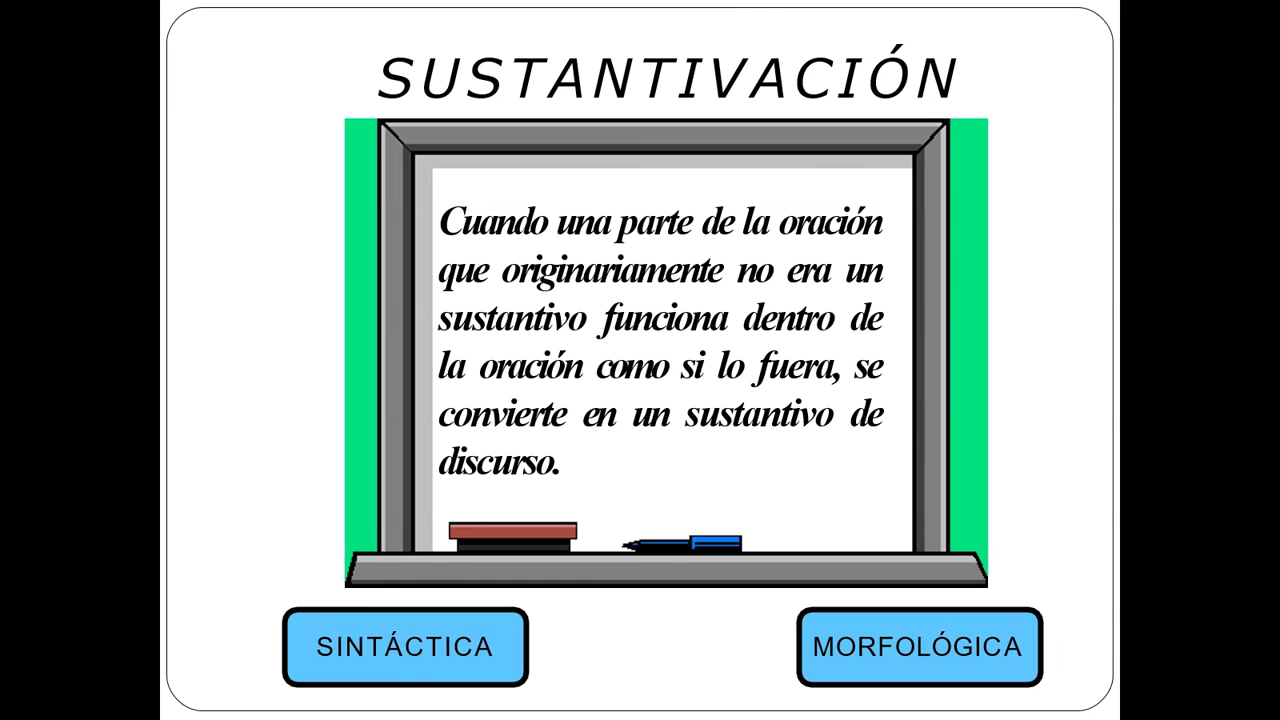 SUSTANTIVACIÓN
Cuando una parte de la oración
que originariamente no era un
sustantivo funciona dentro de
la oración como si lo fuera, se
convierte en un sustantivo de
discurso.
SINTÁCTICA
MORFOLÓGICA